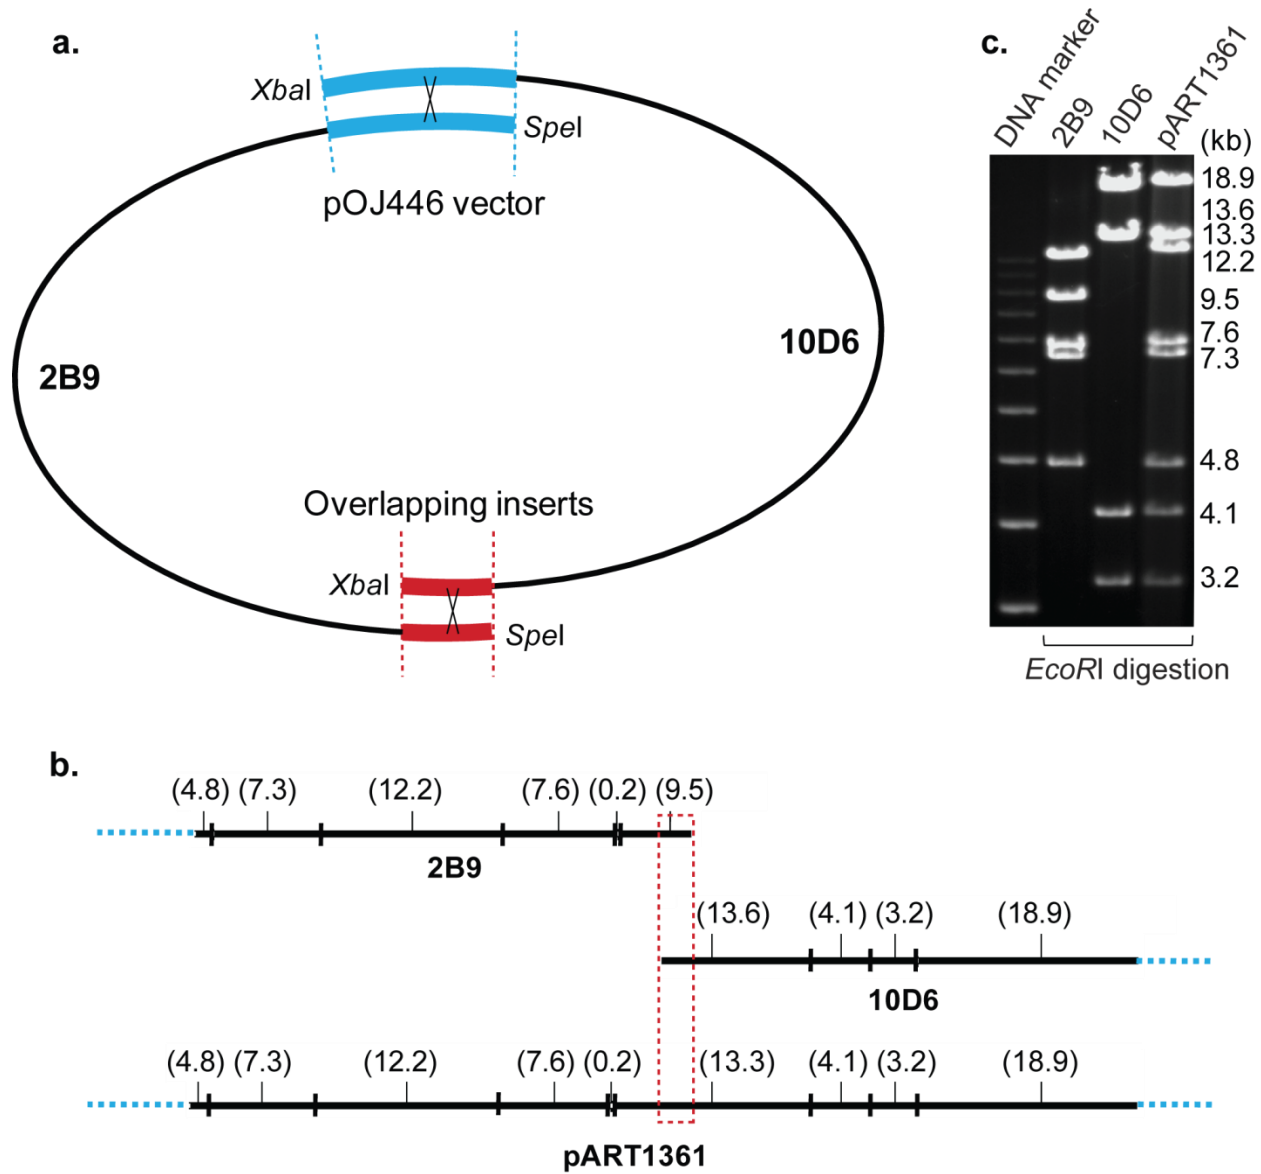 a.
XbaI
SpeI
pOJ446 vector
2B9
10D6
Overlapping inserts
XbaI
SpeI
c.
DNA marker
2B9
10D6
pART1361
(kb)
18.9
13.6
13.3
12.2
9.5
7.6
7.3
4.8
4.1
3.2
EcoRI digestion
b.
(4.8) (7.3) (12.2) (7.6) (0.2) (9.5)
2B9
(13.6) (4.1) (3.2) (18.9)
10D6
(4.8) (7.3) (12.2) (7.6) (0.2) (13.3) (4.1) (3.2) (18.9)
pART1361